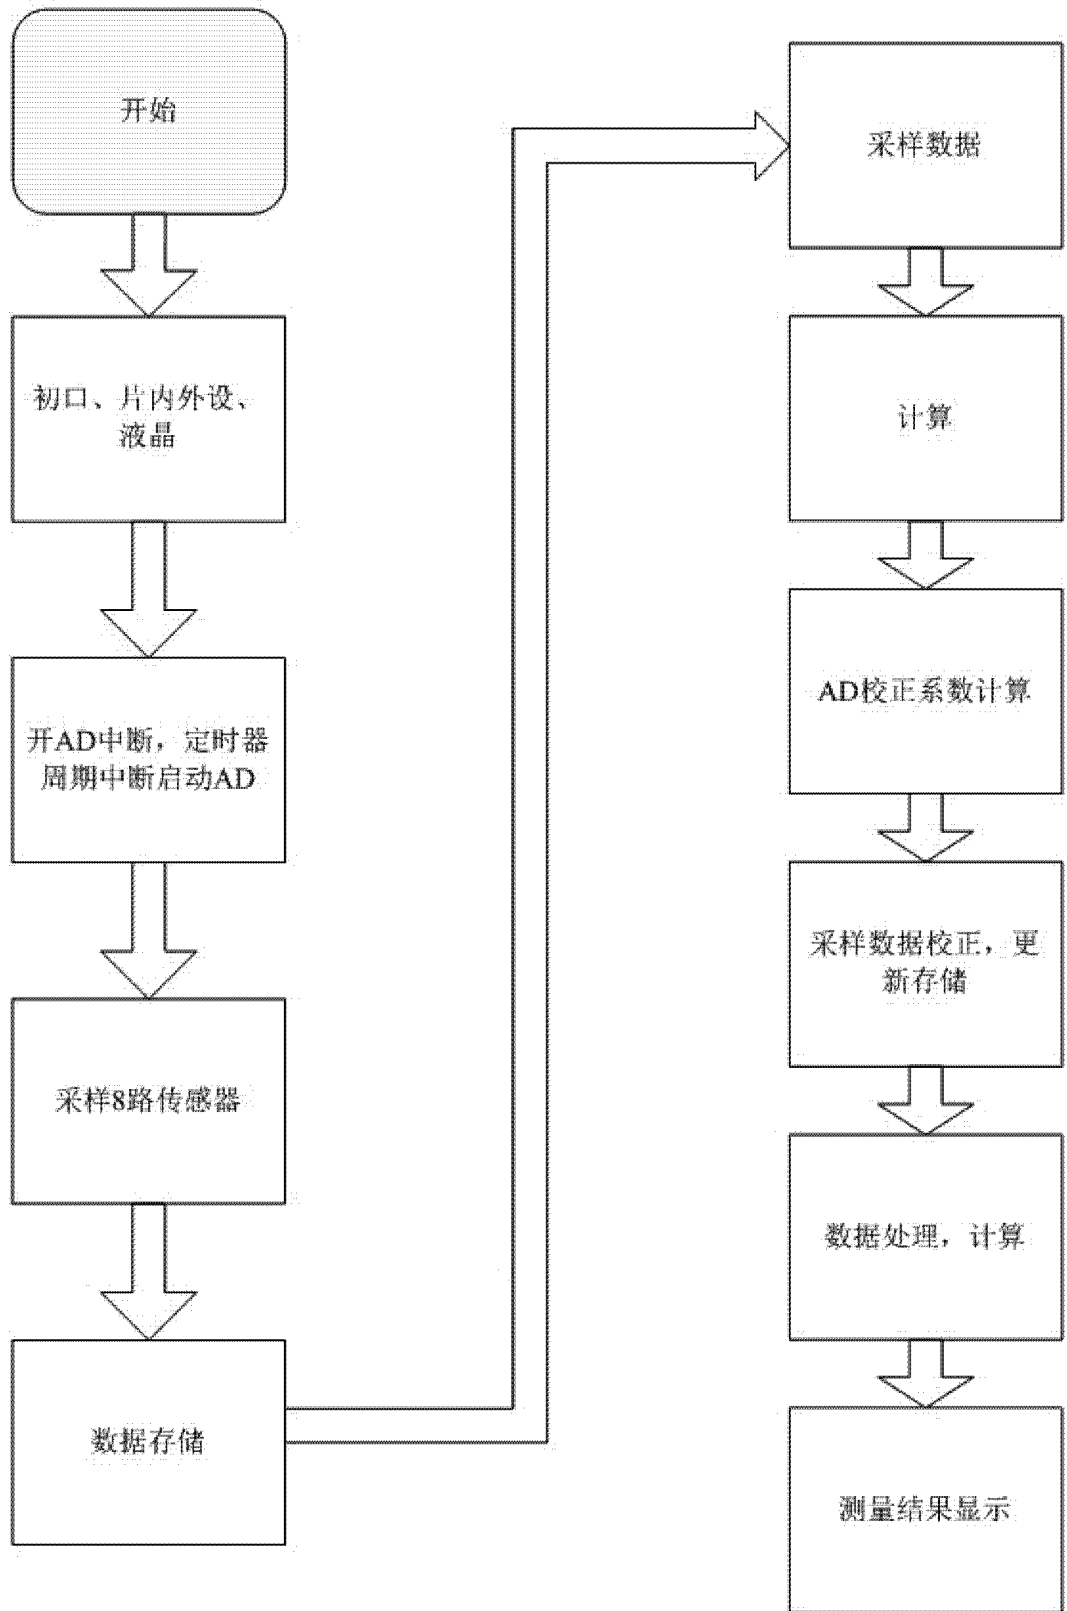 开始
初口、片内外设、
液晶
开AD中断，定时器
周期中断启动AD
采样8路传感器
数据存储
采样数据
计算
AD校正系数计算
采样数据校正，更
新存储
数据处理，计算
测量结果显示